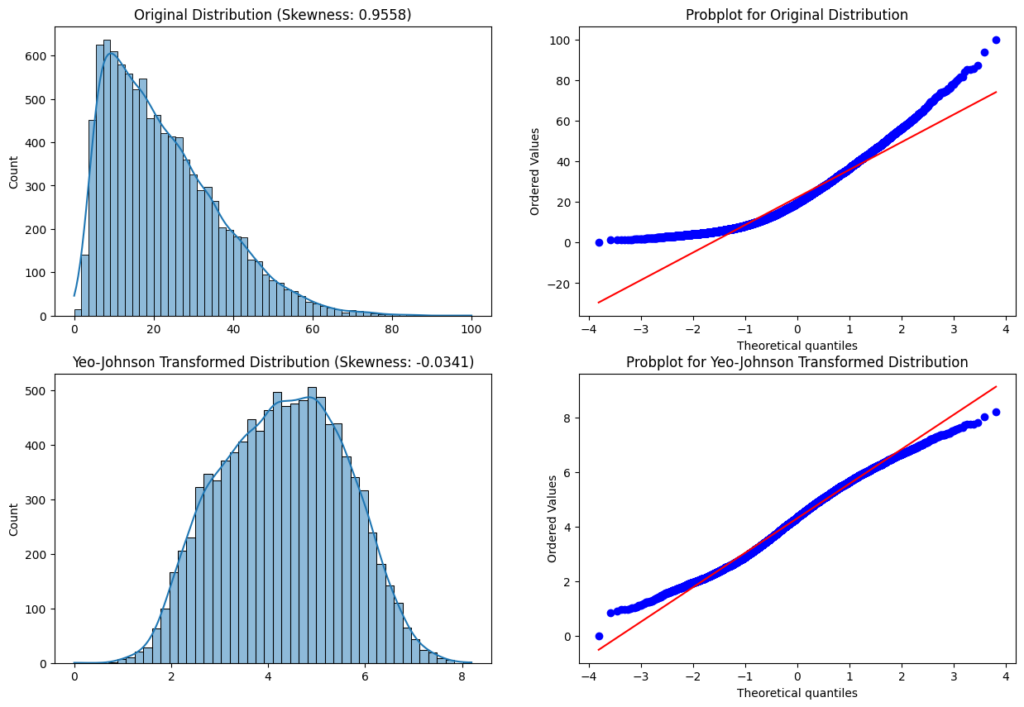 Original Distribution (Skewness: 0.9558)
Count
600
500
400
300
200
100
0
0 20 40 60 80 100
Probplot for Original Distribution
Ordered Values
100
80
60
40
20
0
−20
−4 −3 −2 −1 0 1 2 3 4
Theoretical quantiles
Yeo-Johnson Transformed Distribution (Skewness: -0.0341)
Count
500
400
300
200
100
0
0 2 4 6 8
Probplot for Yeo-Johnson Transformed Distribution
Ordered Values
8
6
4
2
0
−4 −3 −2 −1 0 1 2 3 4
Theoretical quantiles